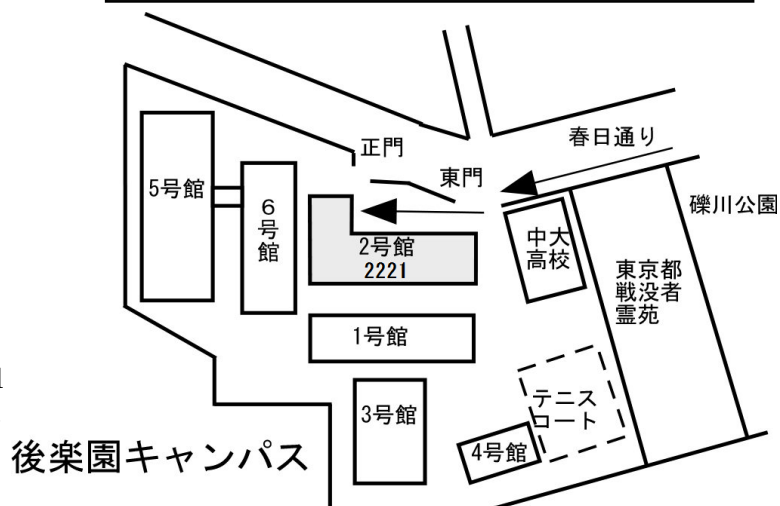 正門
春日通り
東門
5号館
6
号
館
礫川公園
中大
高校
2号館
2221
東京都
戦没者
霊苑
1号館
テニス
コート
3号館
4号館
後楽園キャンパス